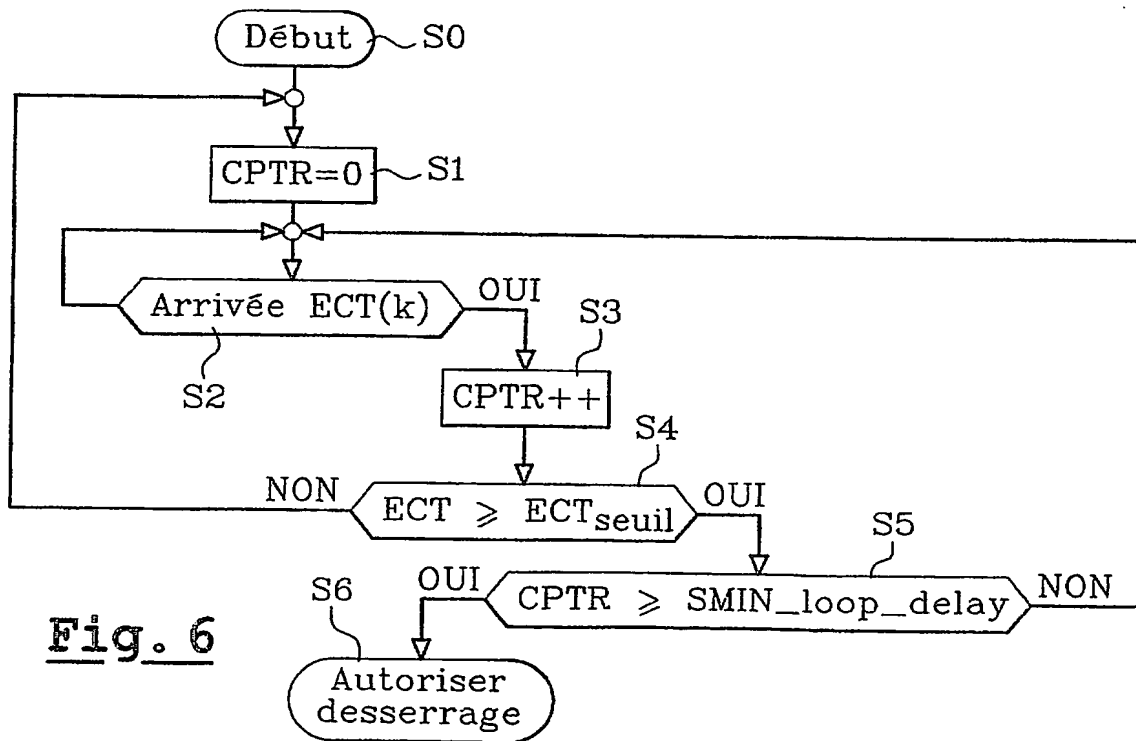 Début
S0
CPTR=0
S1
Arrivée ECT(k)
OUI
S2
S3
CPTR++
S4
NON
ECT ⩾ ECTseuil
OUI
S5
OUI
CPTR ⩾ SMIN_loop_delay
NON
S6
Fig. 6
Autoriser
desserrage